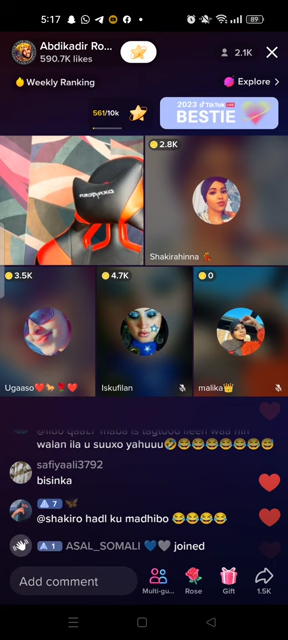 5:17
89
Abdikadir Ro...
590.7K likes
2.1K
Weekly Ranking
Explore >
561/10k
2023 TikTok LIVE
BESTIE
2.8K
Shakirahinna
3.5K
4.7K
0
Ugaaso
Iskufilan
malika
walan ila u suuxo yahuuu
safiyaali3792
bisinka
7
@shakiro hadl ku madhibo
1 ASAL_SOMALI 💙🩶 joined
Add comment
Multi-gu...
Rose
Gift
1.5K